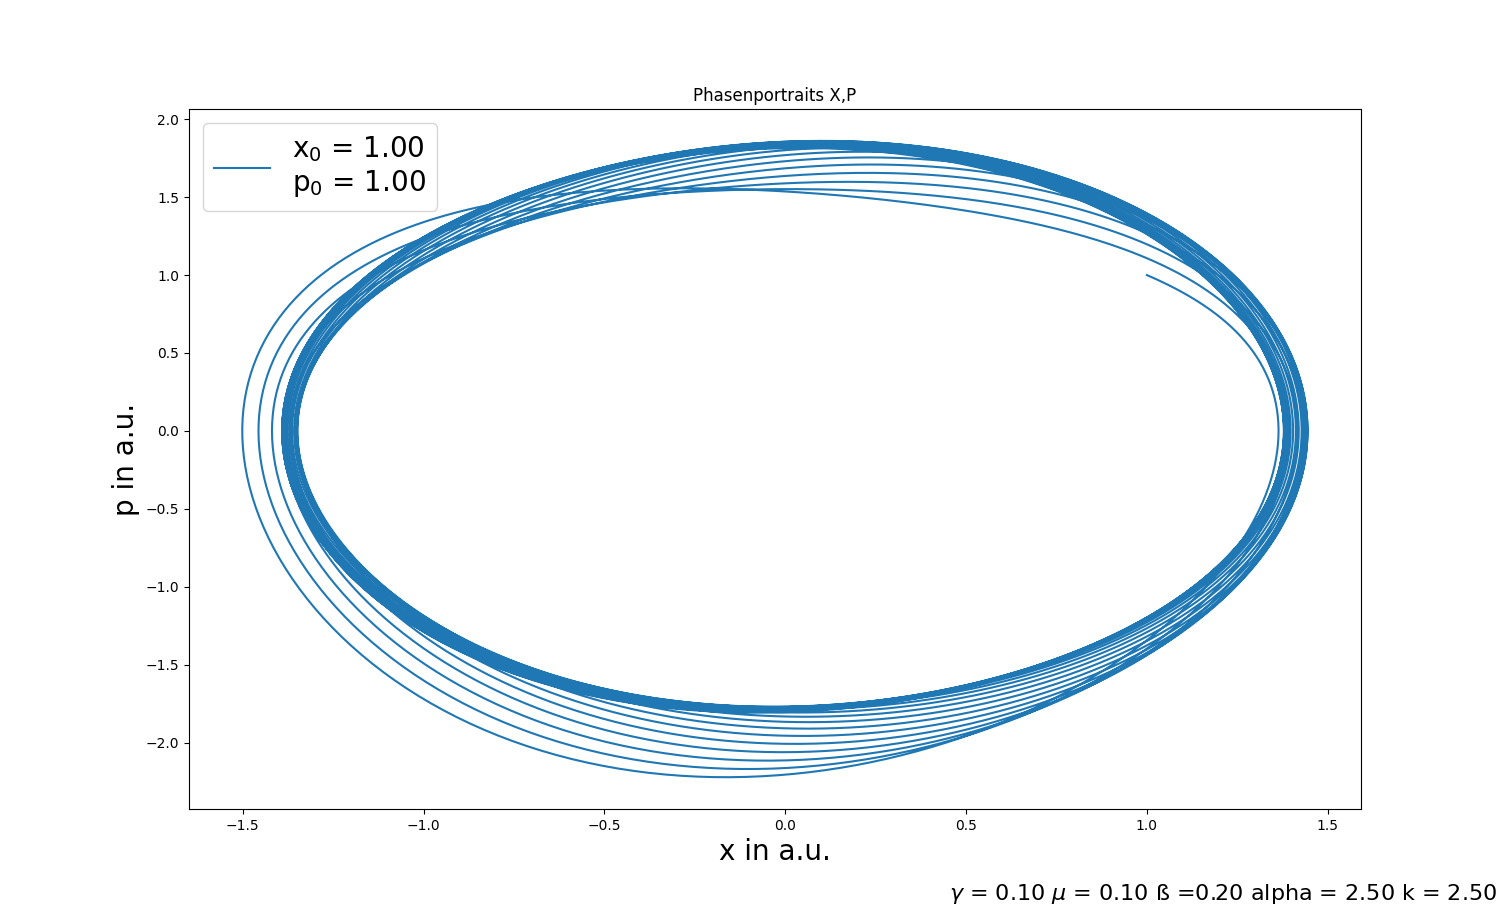 Phasenportraits X,P
x₀ = 1.00
p₀ = 1.00
2.0
1.5
1.0
0.5
0.0
−0.5
−1.0
−1.5
−2.0
p in a.u.
−1.5 −1.0 −0.5 0.0 0.5 1.0 1.5
x in a.u.
γ = 0.10 μ = 0.10 ß =0.20 alpha = 2.50 k = 2.50